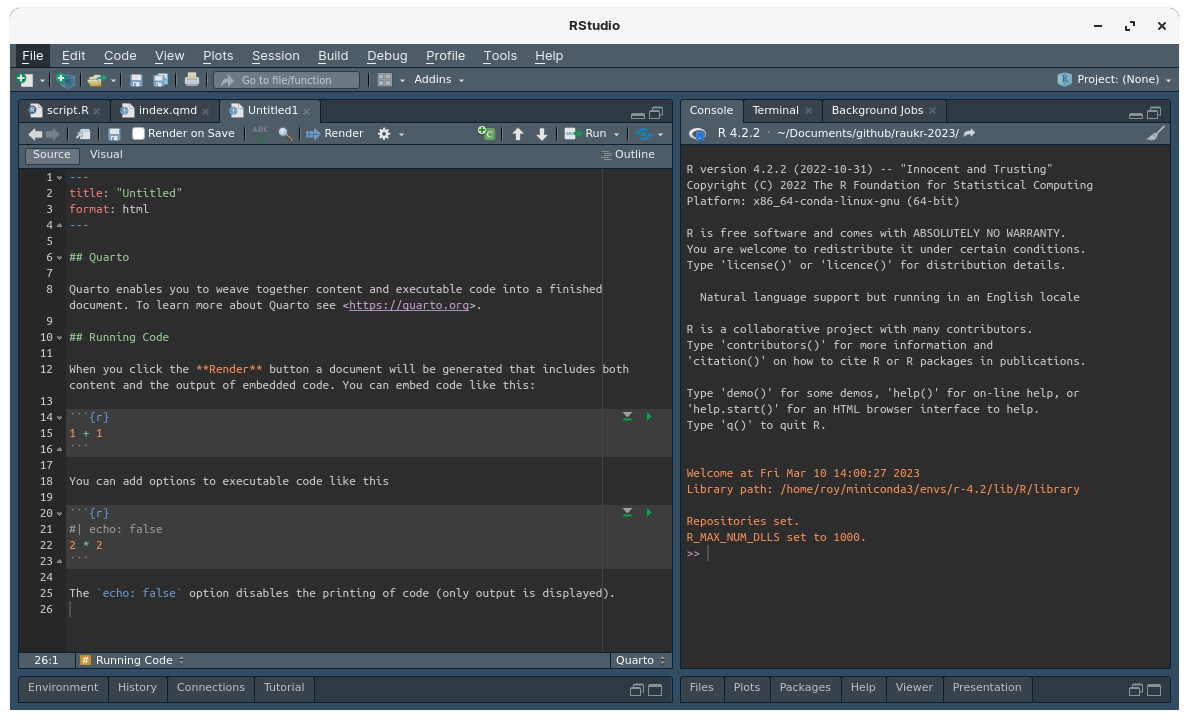 RStudio
File Edit Code View Plots Session Build Debug Profile Tools Help
Go to file/function Addins Project: (None)
script.R index.qmd Untitled1
Render on Save ABC Render Run
Source Visual Outline
1 ---
2 title: "Untitled"
3 format: html
4 ---
5
6 ## Quarto
7
8 Quarto enables you to weave together content and executable code into a finished
document. To learn more about Quarto see <https://quarto.org>.
9
10 ## Running Code
11
12 When you click the **Render** button a document will be generated that includes both
content and the output of embedded code. You can embed code like this:
13
14 ```{r}
15 1 + 1
16 ```
17
18 You can add options to executable code like this
19
20 ```{r}
21 #| echo: false
22 2 * 2
23 ```
24
25 The `echo: false` option disables the printing of code (only output is displayed).
26
26:1 # Running Code Quarto
Environment History Connections Tutorial
Console Terminal Background Jobs
R 4.2.2 · ~/Documents/github/raukr-2023/
R version 4.2.2 (2022-10-31) -- "Innocent and Trusting"
Copyright (C) 2022 The R Foundation for Statistical Computing
Platform: x86_64-conda-linux-gnu (64-bit)
R is free software and comes with ABSOLUTELY NO WARRANTY.
You are welcome to redistribute it under certain conditions.
Type 'license()' or 'licence()' for distribution details.
Natural language support but running in an English locale
R is a collaborative project with many contributors.
Type 'contributors()' for more information and
'citation()' on how to cite R or R packages in publications.
Type 'demo()' for some demos, 'help()' for on-line help, or
'help.start()' for an HTML browser interface to help.
Type 'q()' to quit R.
Welcome at Fri Mar 10 14:00:27 2023
Library path: /home/roy/miniconda3/envs/r-4.2/lib/R/library
Repositories set.
R_MAX_NUM_DLLS set to 1000.
>>
Files Plots Packages Help Viewer Presentation